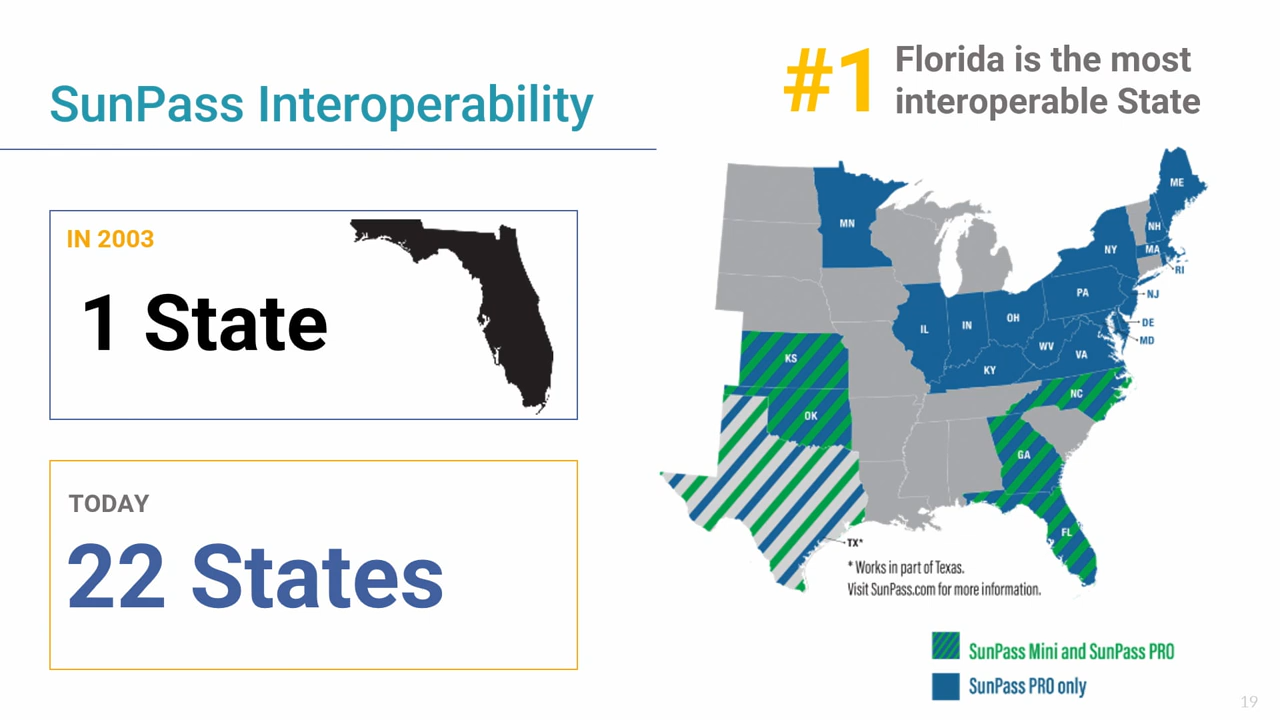 SunPass Interoperability
#1
Florida is the most
interoperable State
IN 2003
1 State
TODAY
22 States
ME
MN
NH
NY
MA
RI
PA
NJ
OH
IN
IL
DE
MD
WV
VA
KS
KY
NC
OK
GA
FL
TX*
* Works in part of Texas.
Visit SunPass.com for more information.
SunPass Mini and SunPass PRO
SunPass PRO only
19